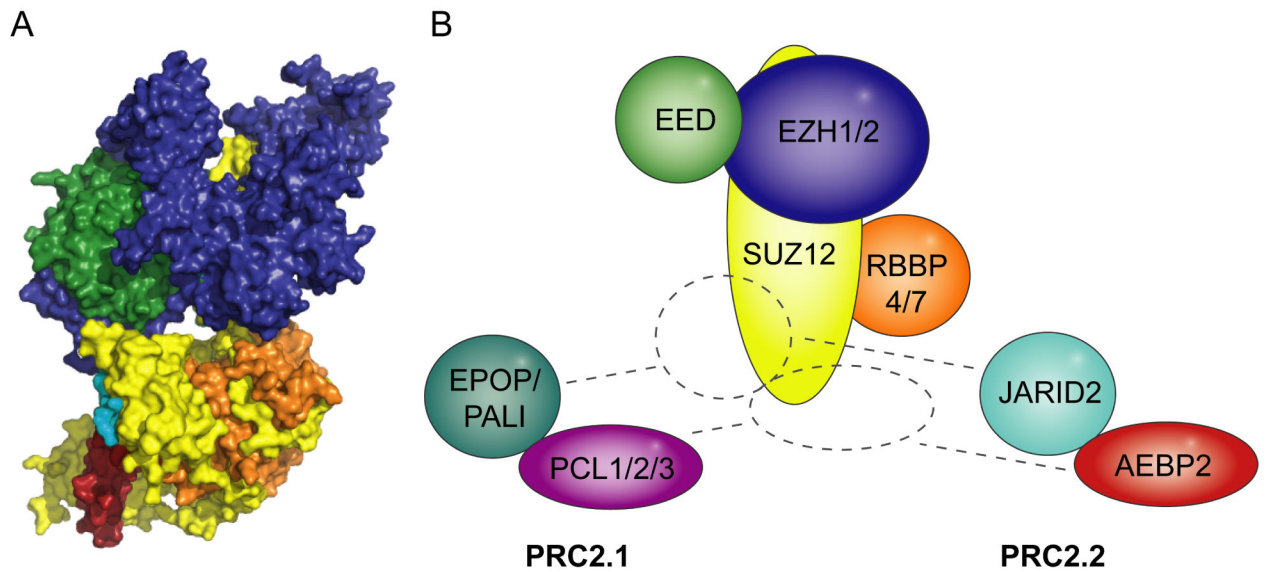 A
B
EED
EZH1/2
SUZ12
RBBP
4/7
EPOP/
PALI
JARID2
PCL1/2/3
AEBP2
PRC2.1
PRC2.2